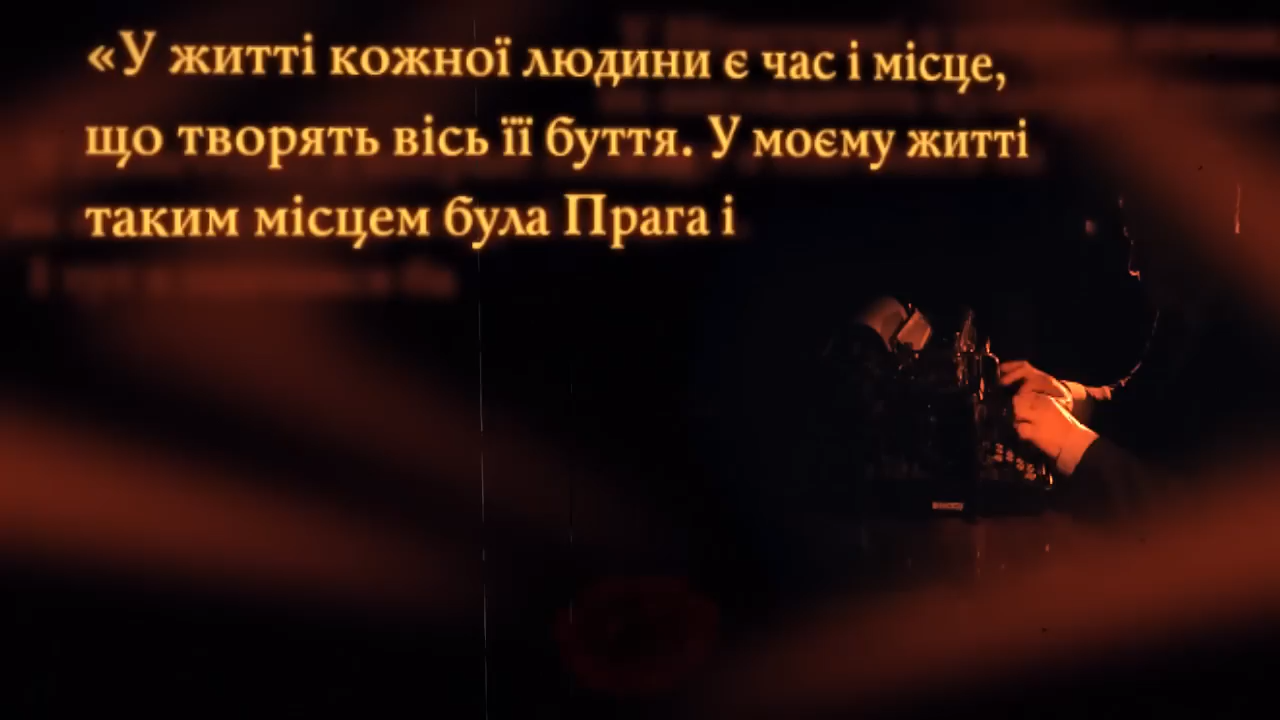 «У житті кожної людини є час і місце,
що творять вісь її буття. У моєму житті
таким місцем була Прага і